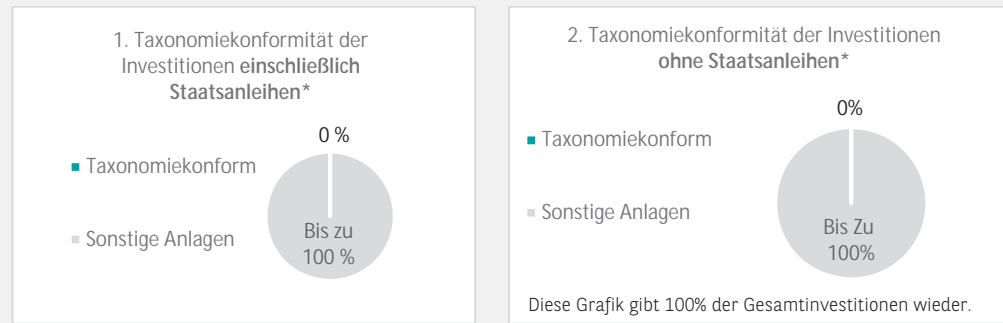 1. Taxonomiekonformität der
Investitionen einschließlich
Staatsanleihen*
0 %
Taxonomiekonform
Sonstige Anlagen
Bis zu
100 %
2. Taxonomiekonformität der Investitionen
ohne Staatsanleihen*
0%
Taxonomiekonform
Sonstige Anlagen
Bis Zu
100%
Diese Grafik gibt 100% der Gesamtinvestitionen wieder.